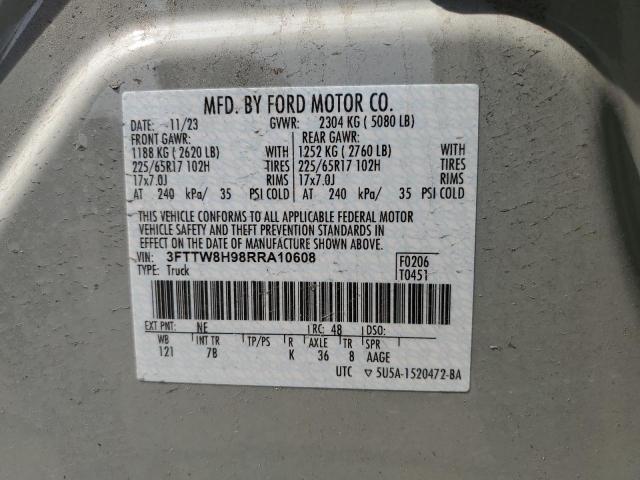 MFD. BY FORD MOTOR CO.
DATE: 11/23 GVWR: 2304 KG ( 5080 LB)
FRONT GAWR: REAR GAWR:
1188 KG ( 2620 LB) WITH 1252 KG ( 2760 LB) WITH
225/65R17 102H TIRES 225/65R17 102H TIRES
17x7.0J RIMS 17x7.0J RIMS
AT 240 kPa/ 35 PSI COLD AT 240 kPa/ 35 PSI COLD
THIS VEHICLE CONFORMS TO ALL APPLICABLE FEDERAL MOTOR
VEHICLE SAFETY AND THEFT PREVENTION STANDARDS IN
EFFECT ON THE DATE OF MANUFACTURE SHOWN ABOVE.
VIN: 3FTTW8H98RRA10608 F0206
TYPE: Truck T0451
EXT PNT: NE RC: 48 DSO:
WB INT TR TP/PS R AXLE TR SPR
121 7B K 36 8 AAGE
UTC ▽ 5U5A-1520472-BA